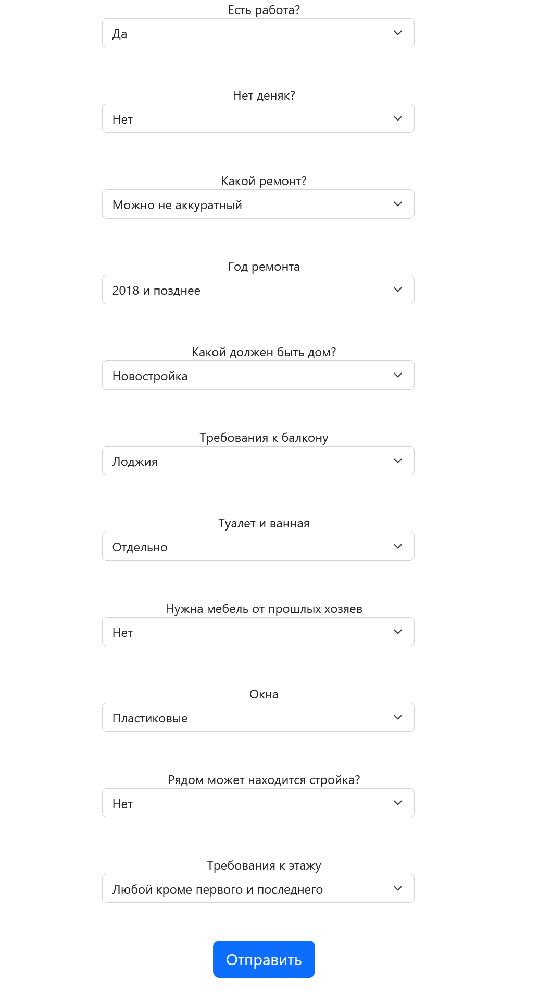 Есть работа?
Да
Нет деняк?
Нет
Какой ремонт?
Можно не аккуратный
Год ремонта
2018 и позднее
Какой должен быть дом?
Новостройка
Требования к балкону
Лоджия
Туалет и ванная
Отдельно
Нужна мебель от прошлых хозяев
Нет
Окна
Пластиковые
Рядом может находится стройка?
Нет
Требования к этажу
Любой кроме первого и последнего
Отправить